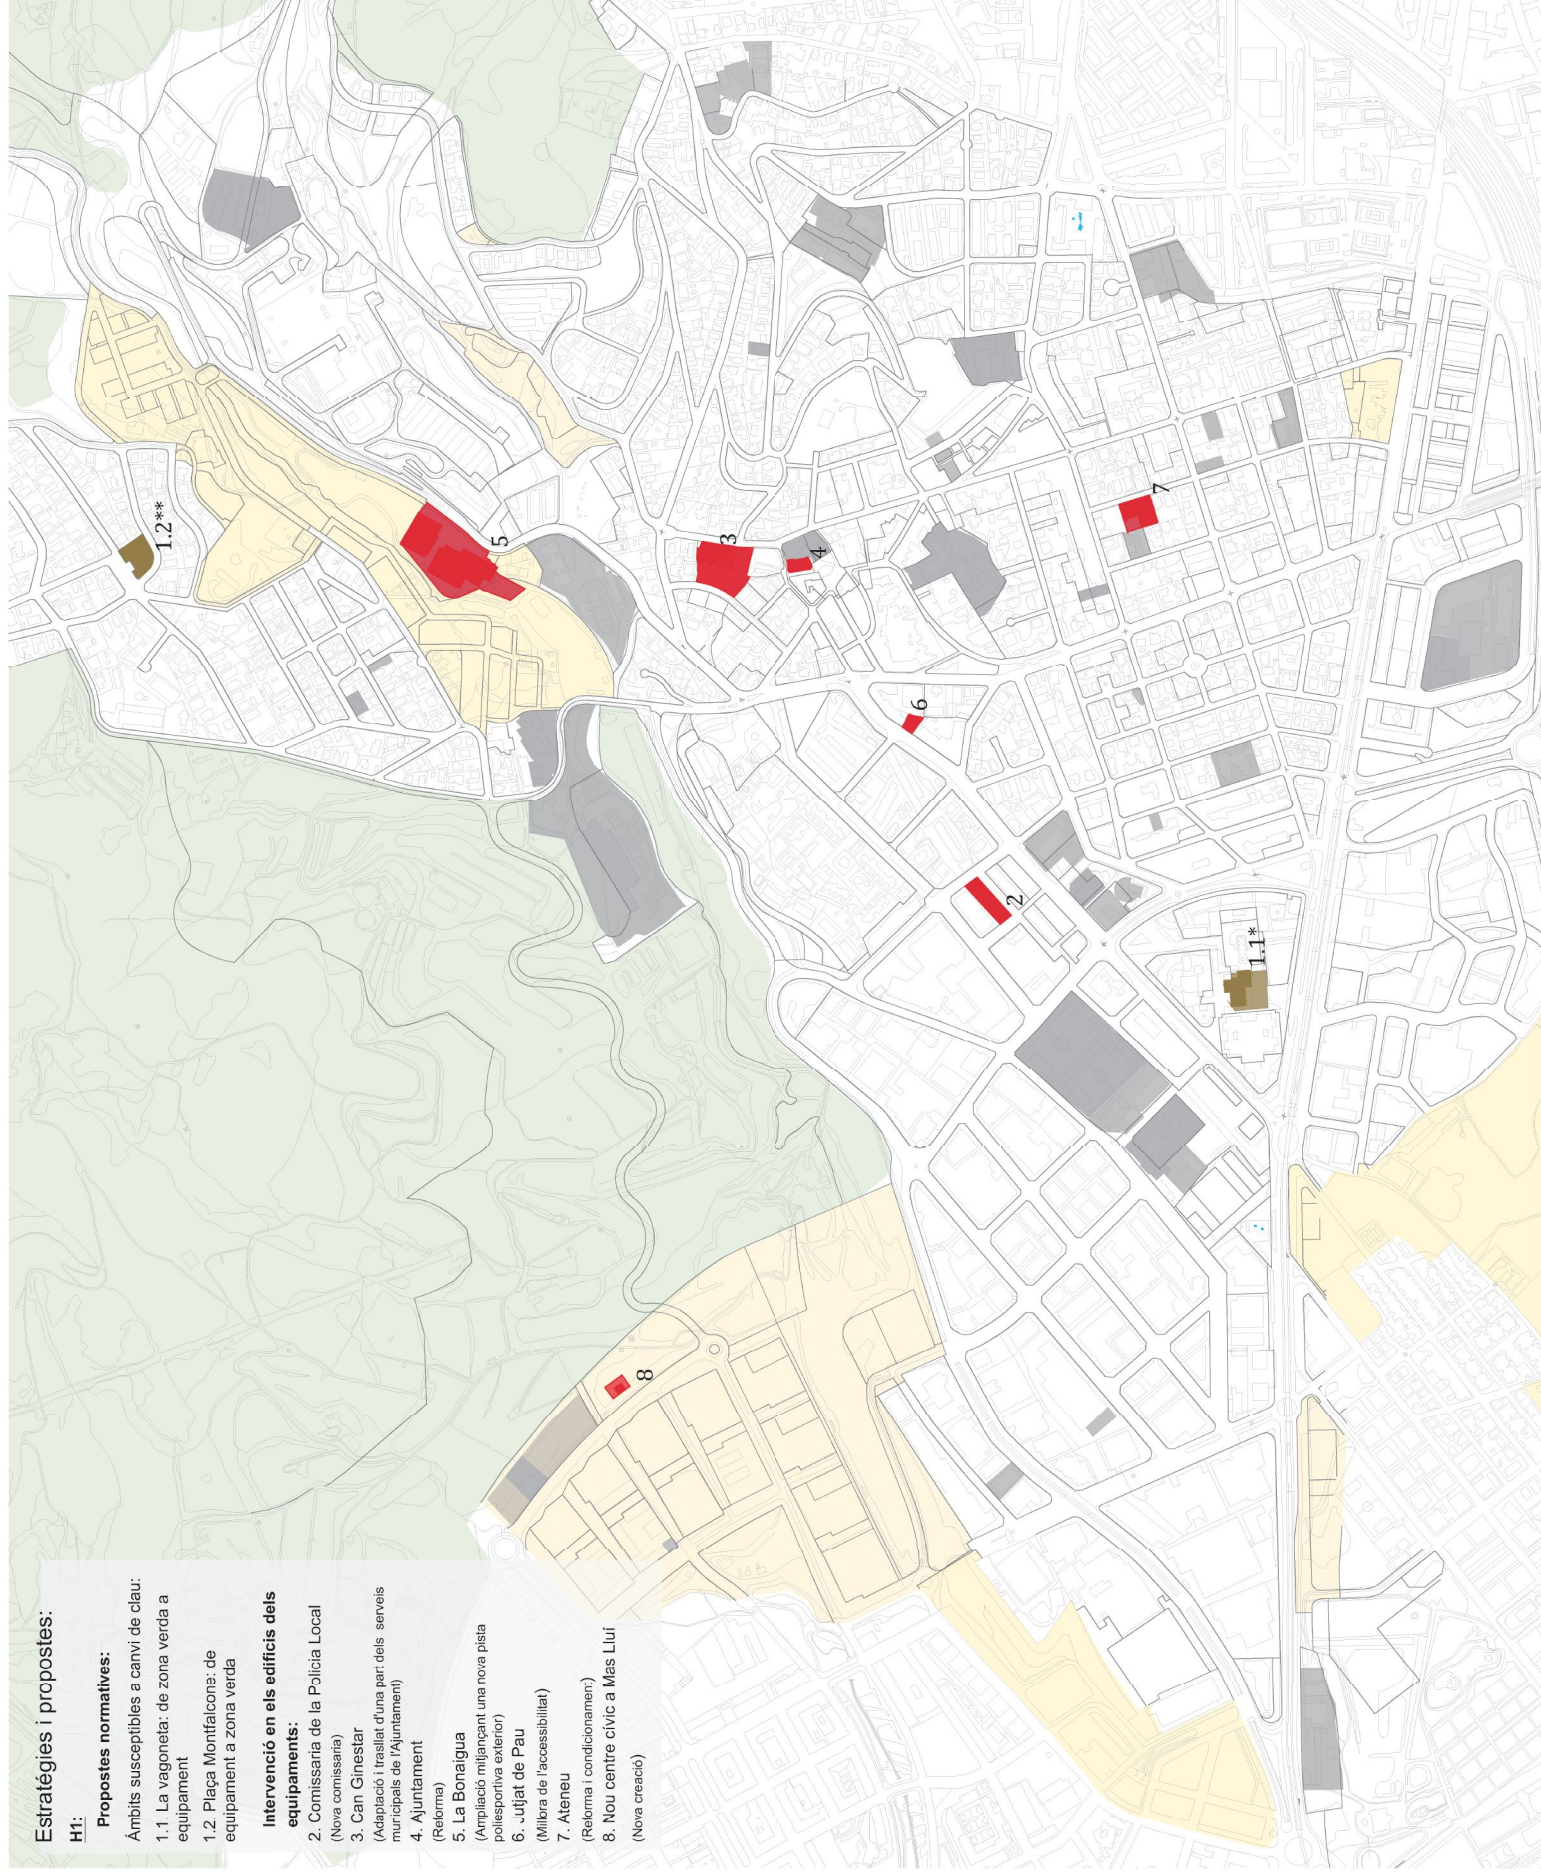 Estratégies i propostes:
H1:
Propostes normatives:
Àmbits susceptibles a canvi de clau:
1.1. La vagoneta: de zona verda a
equipament
1.2. Plaça Montfalcone: de
equipament a zona verda
Intervenció en els edificis dels
equipaments:
2. Comissaria de la Policia Local
(Nova comissaria)
3. Can Ginestar
(Adaptació i trasllat d'una part dels serveis
municipals de l'Ajuntament)
4. Ajuntament
(Reforma)
5. La Bonaigua
(Ampliació mitjançant una nova pista
poliesportiva exterior)
6. Jutjat de Pau
(Millora de l'accessibilitat)
7. Ateneu
(Reforma i condicionament)
8. Nou centre cívic a Mas Lluí
(Nova creació)
1.2**
5
3
4
7
6
2
1.1*
8